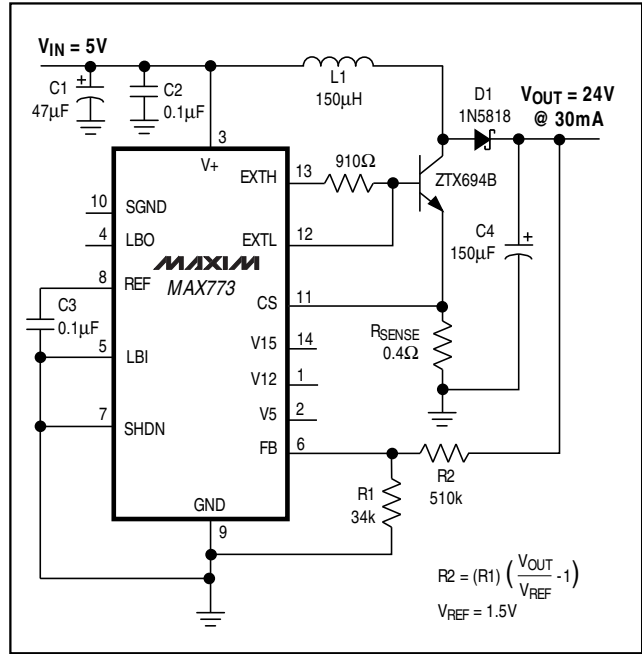 VIN = 5V
C1
47µF
+
C2
0.1µF
L1
150µH
D1
1N5818
VOUT = 24V
@ 30mA
3
V+
EXTH
13
910Ω
ZTX694B
10
SGND
4
LBO
EXTL
12
C4
150µF
+
MAXIM
MAX773
8
REF
C3
0.1µF
CS
11
RSENSE
0.4Ω
5
LBI
V15
14
V12
1
7
SHDN
V5
2
FB
6
R2
510k
R1
34k
GND
9
R2 = (R1) ( VOUT / VREF -1 )
VREF = 1.5V